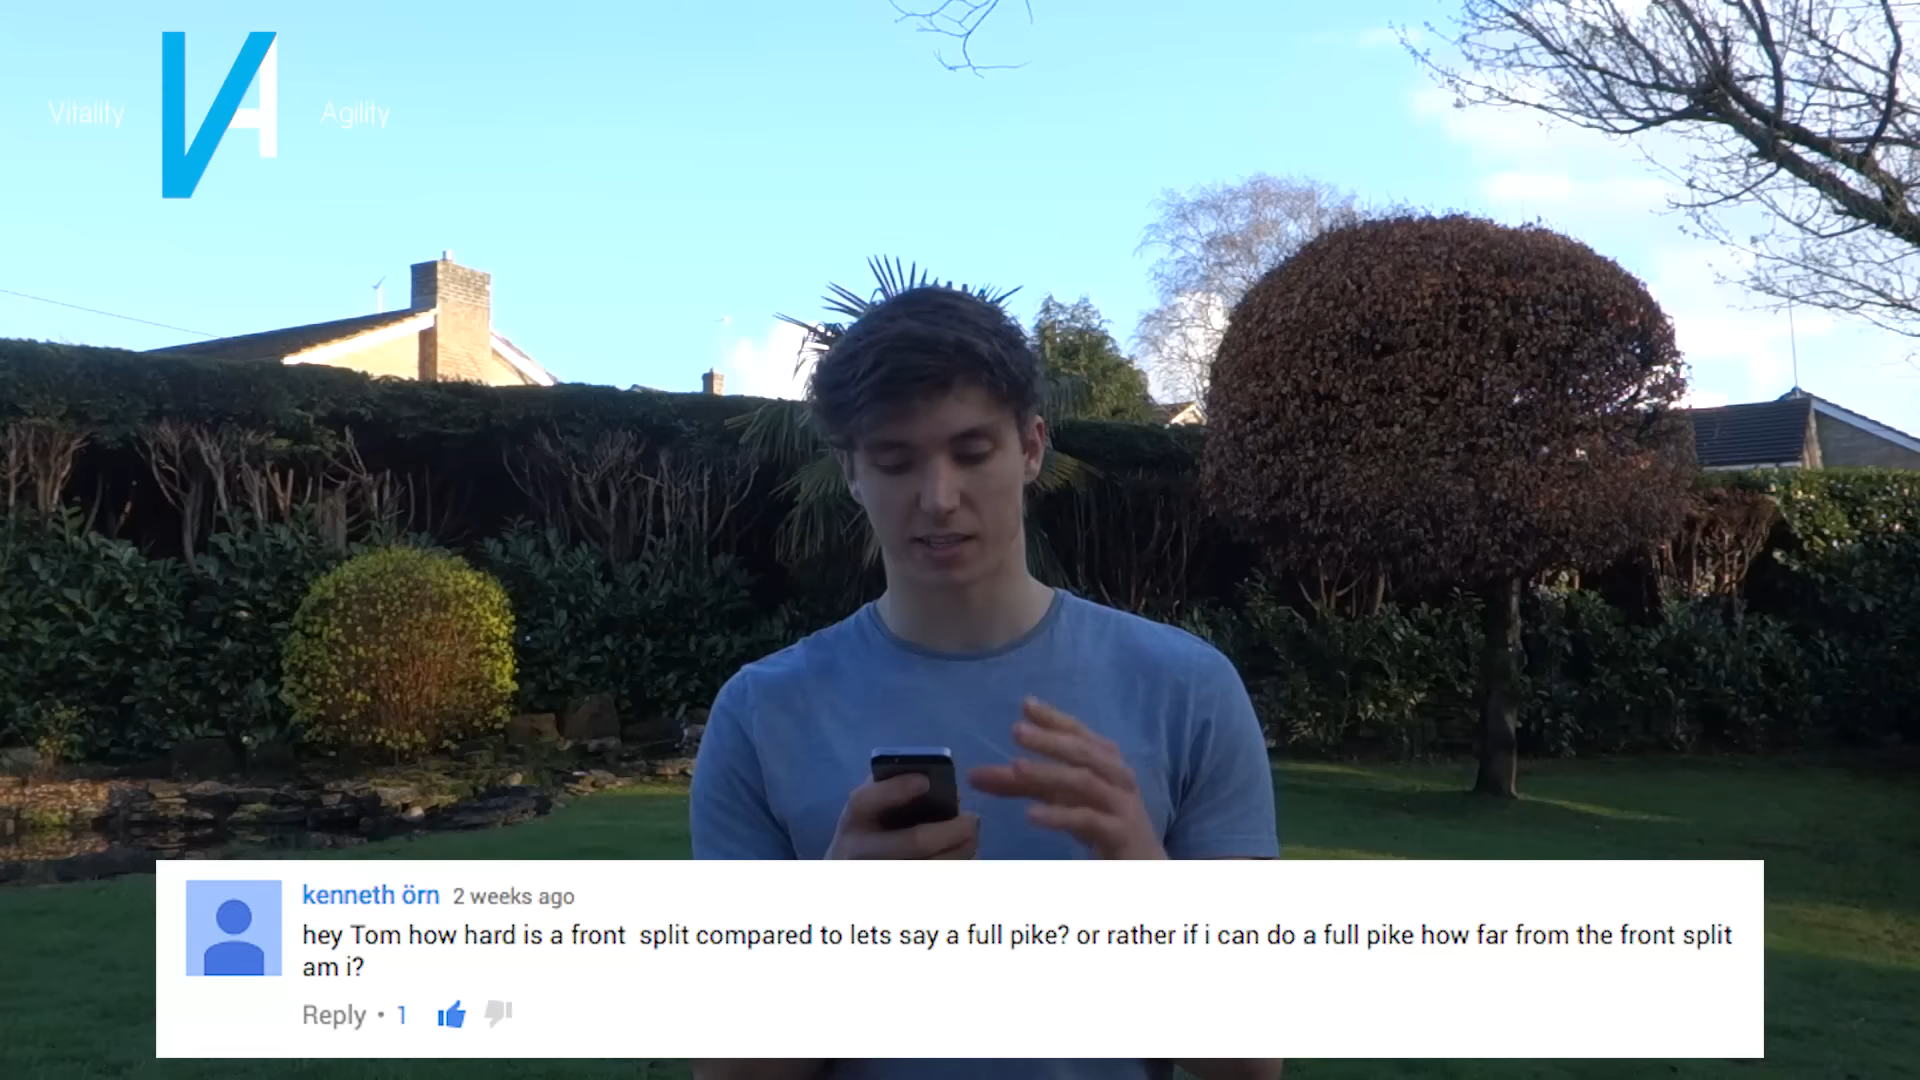 Vitality VA Agility
kenneth örn 2 weeks ago
hey Tom how hard is a front split compared to lets say a full pike? or rather if i can do a full pike how far from the front split
am i?
Reply • 1